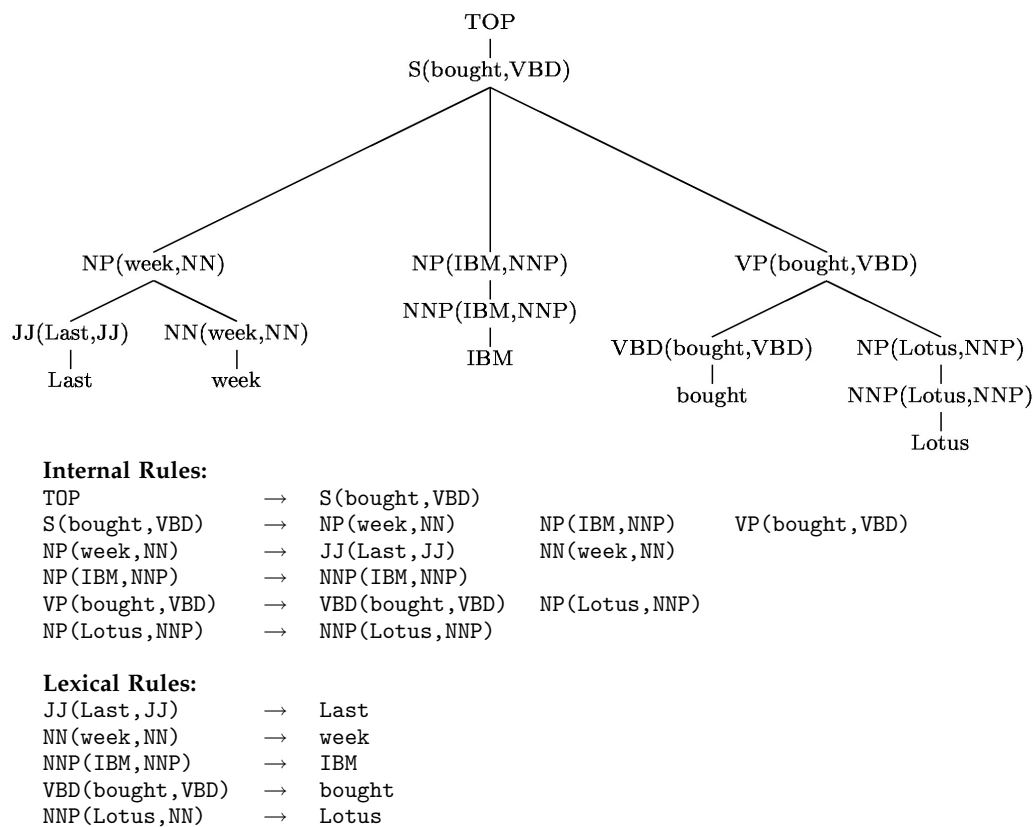 TOP
S(bought,VBD)
NP(week,NN) NP(IBM,NNP) VP(bought,VBD)
NNP(IBM,NNP)
JJ(Last,JJ) NN(week,NN) VBD(bought,VBD) NP(Lotus,NNP)
IBM
Last week bought NNP(Lotus,NNP)
Lotus
Internal Rules:
TOP → S(bought,VBD)
S(bought,VBD) → NP(week,NN) NP(IBM,NNP) VP(bought,VBD)
NP(week,NN) → JJ(Last,JJ) NN(week,NN)
NP(IBM,NNP) → NNP(IBM,NNP)
VP(bought,VBD) → VBD(bought,VBD) NP(Lotus,NNP)
NP(Lotus,NNP) → NNP(Lotus,NNP)
Lexical Rules:
JJ(Last,JJ) → Last
NN(week,NN) → week
NNP(IBM,NNP) → IBM
VBD(bought,VBD) → bought
NNP(Lotus,NN) → Lotus